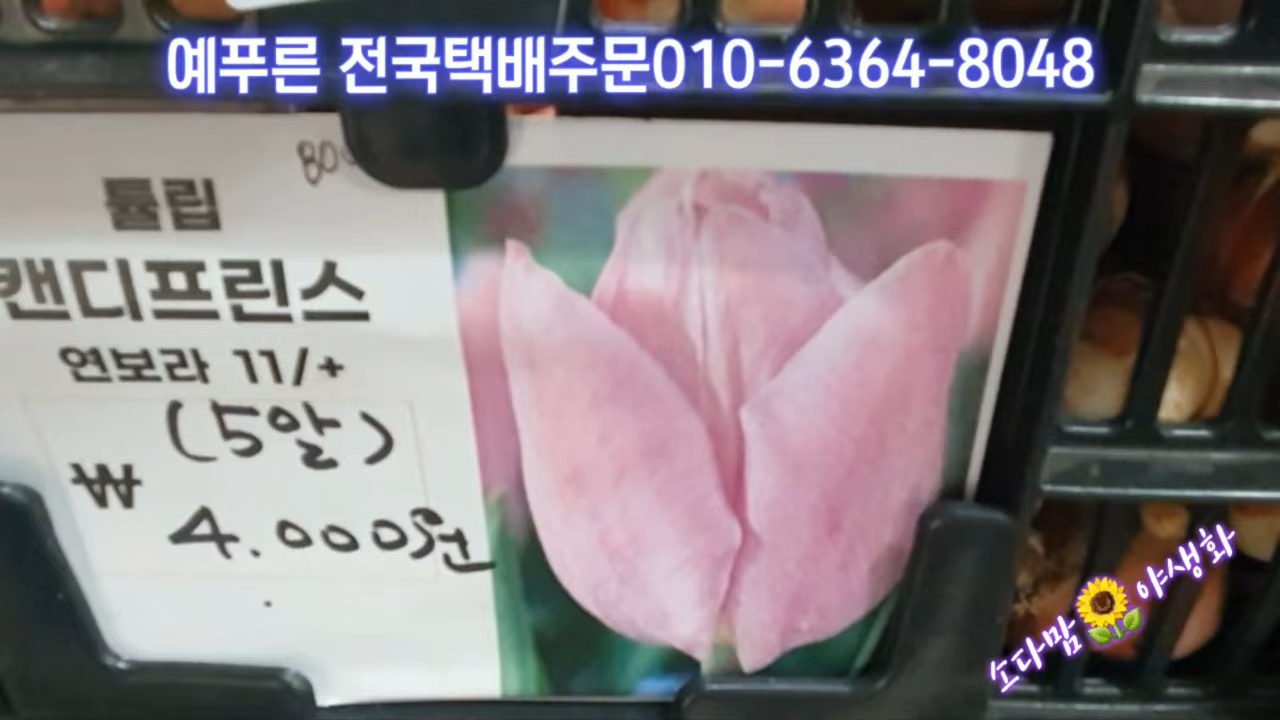 예푸른 전국택배주문010-6364-8048
튤립
캔디프린스
연보라 11/+
(5알)
₩
4.000원
소다맘 야생화